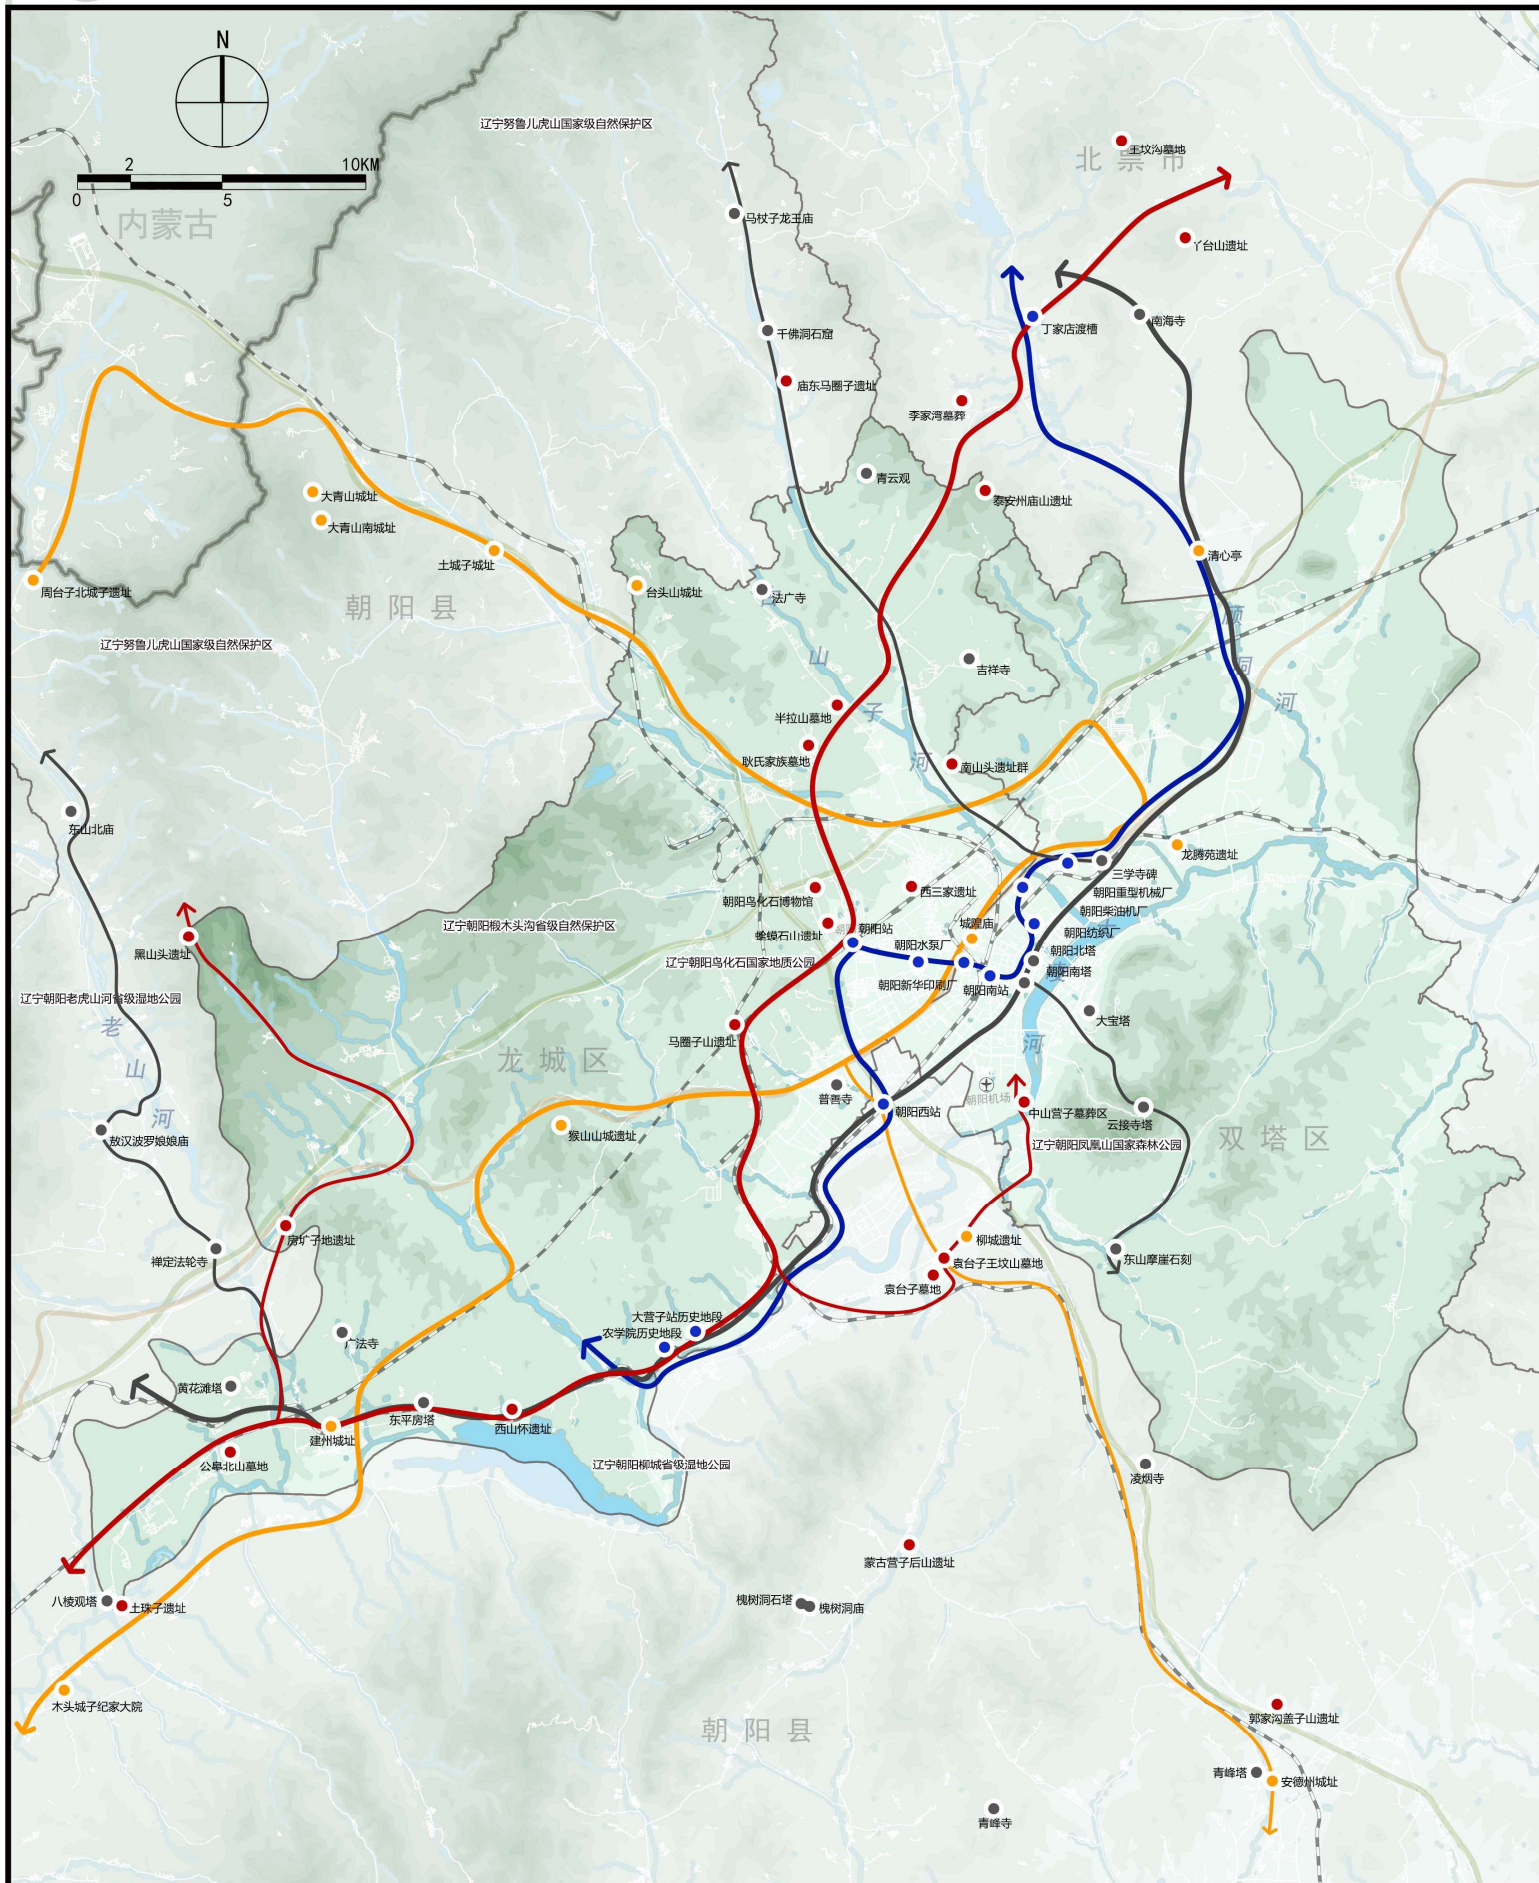 N
2
10KM
0
5
辽宁努鲁儿虎山国家级自然保护区
王坟沟墓地
北票市
内蒙古
马杖子龙王庙
丫台山遗址
丁家店渡槽
南海寺
千佛洞石窟
庙东马圈子遗址
李家湾墓葬
青云观
大青山城址
泰安州庙山遗址
大青山南城址
土城子城址
清心亭
周台子北城子遗址
台头山城址
法广寺
朝阳县
顾
洞
河
辽宁努鲁儿虎山国家级自然保护区
山
子
河
吉祥寺
半拉山墓地
耿氏家族墓地
南山头遗址群
东山北庙
龙腾苑遗址
三学寺碑
朝阳重型机械厂
西三家遗址
朝阳鸟化石博物馆
朝阳柴油机厂
辽宁朝阳椴木头沟省级自然保护区
城隍庙
朝阳站
朝阳纺织厂
蛤蟆石山遗址
朝阳水泵厂
朝阳北塔
黑山头遗址
辽宁朝阳鸟化石国家地质公园
朝阳南塔
朝阳新华印刷厂
朝阳南站
辽宁朝阳老虎山河省级湿地公园
大宝塔
老
山
河
河
马圈子山遗址
龙城区
普善寺
朝阳机场
朝阳西站
中山营子墓葬区
云接寺塔
猴山山城遗址
敖汉波罗娘娘庙
辽宁朝阳凤凰山国家森林公园
双塔区
房圹子地遗址
柳城遗址
禅定法轮寺
袁台子王坟山墓地
东山摩崖石刻
袁台子墓地
大营子站历史地段
农学院历史地段
广法寺
黄花滩塔
东平房塔
西山怀遗址
建州城址
公皋北山墓地
辽宁朝阳柳城省级湿地公园
凌烟寺
蒙古营子后山遗址
八棱观塔
土珠子遗址
槐树洞石塔
槐树洞庙
木头城子纪家大院
郭家沟盖子山遗址
朝阳县
青峰塔
安德州城址
青峰寺